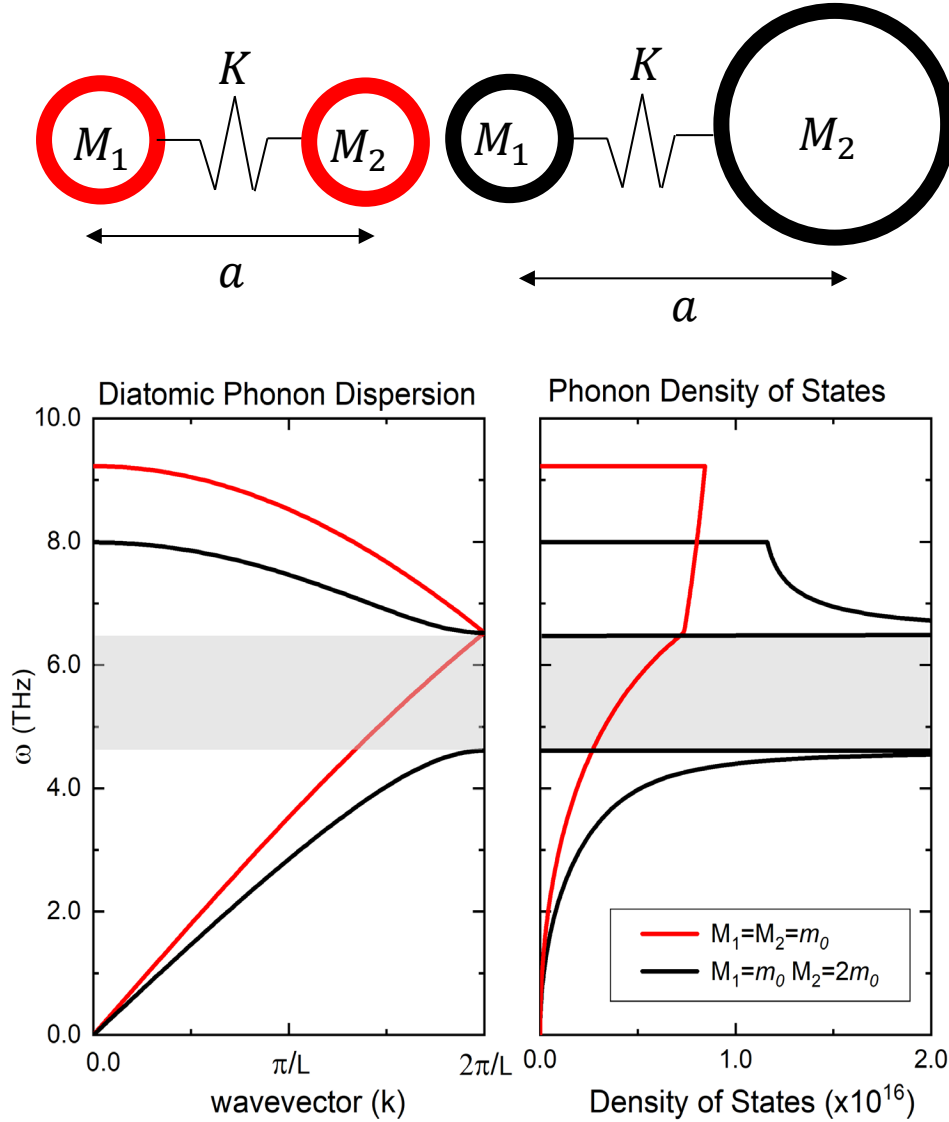 K
K
M₁
M₂
M₁
M₂
a
a
Diatomic Phonon Dispersion
Phonon Density of States
10.0
8.0
6.0
4.0
2.0
0.0
ω (THz)
M₁=M₂=m₀
M₁=m₀ M₂=2m₀
0.0
π/L
2π/L
0.0
1.0
2.0
wavevector (k)
Density of States (x10¹⁶)